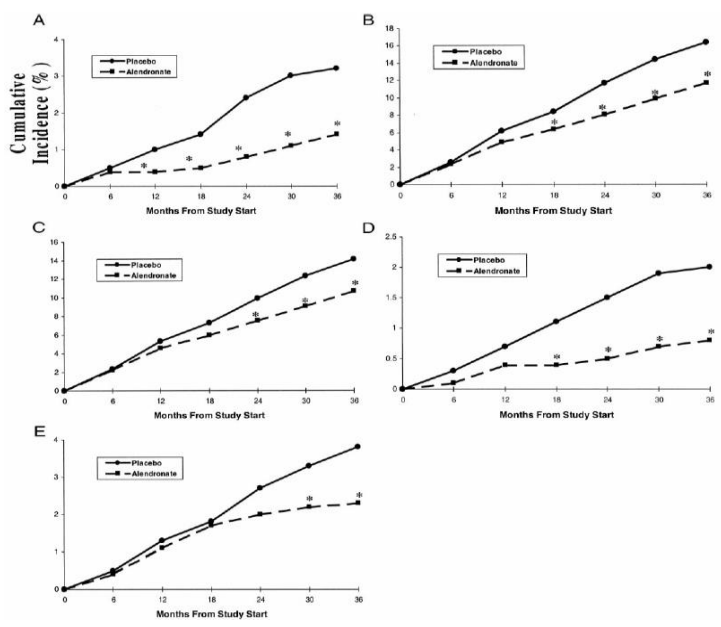 A
Cumulative
Incidence (%)
4
3
2
1
0
Placebo
Alendronate
* * * * *
0 6 12 18 24 30 36
Months From Study Start
B
18
16
14
12
10
8
6
4
2
0
Placebo
Alendronate
* * * *
0 6 12 18 24 30 36
Months From Study Start
C
16
14
12
10
8
6
4
2
0
Placebo
Alendronate
* * *
0 6 12 18 24 30 36
Months From Study Start
D
2.5
2
1.5
1
0.5
0
Placebo
Alendronate
* * * *
0 6 12 18 24 30 36
Months From Study Start
E
4
3
2
1
0
Placebo
Alendronate
* *
0 6 12 18 24 30 36
Months From Study Start